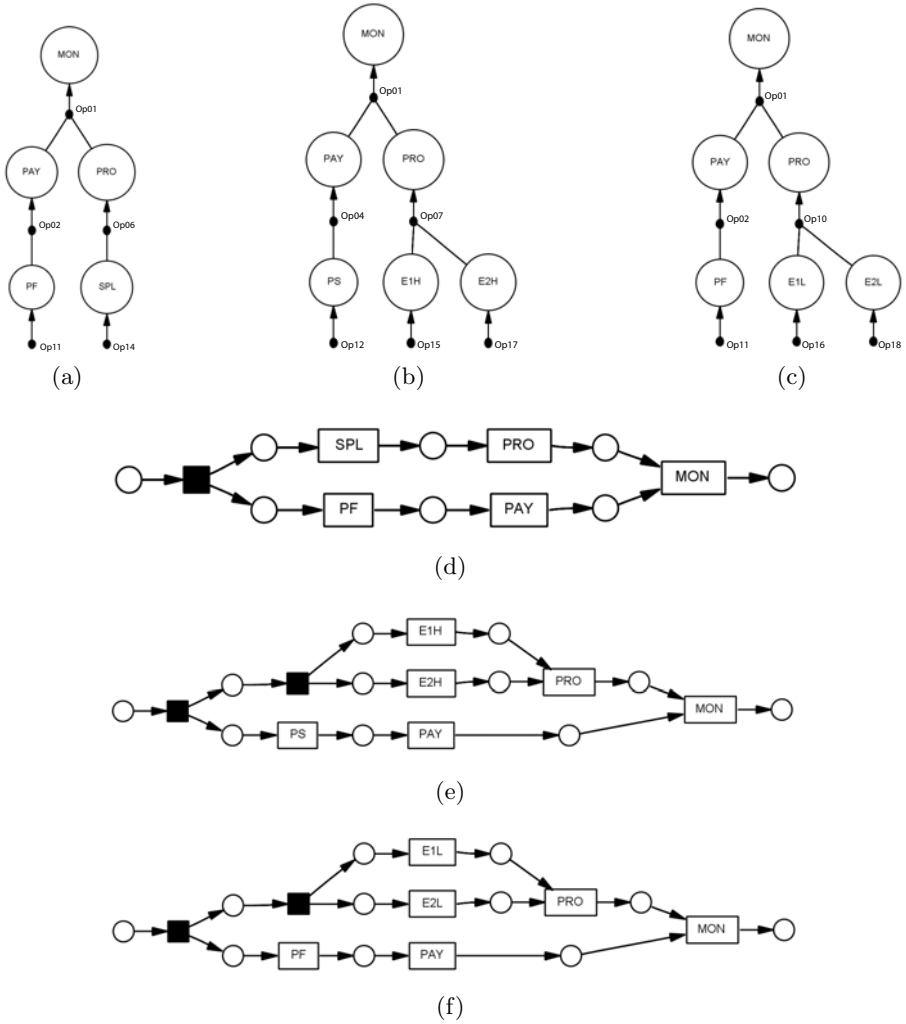 MON MON MON
Op01 Op01 Op01
PAY PRO PAY PRO PAY PRO
Op02 Op06 Op04 Op07 Op02 Op10
PF SPL PS E1H E2H PF E1L E2L
Op11 Op14 Op12 Op15 Op17 Op11 Op16 Op18
(a) (b) (c)
SPL PRO
MON
PF PAY
(d)
E1H
E2H PRO
MON
PS PAY
(e)
E1L
E2L PRO
MON
PF PAY
(f)